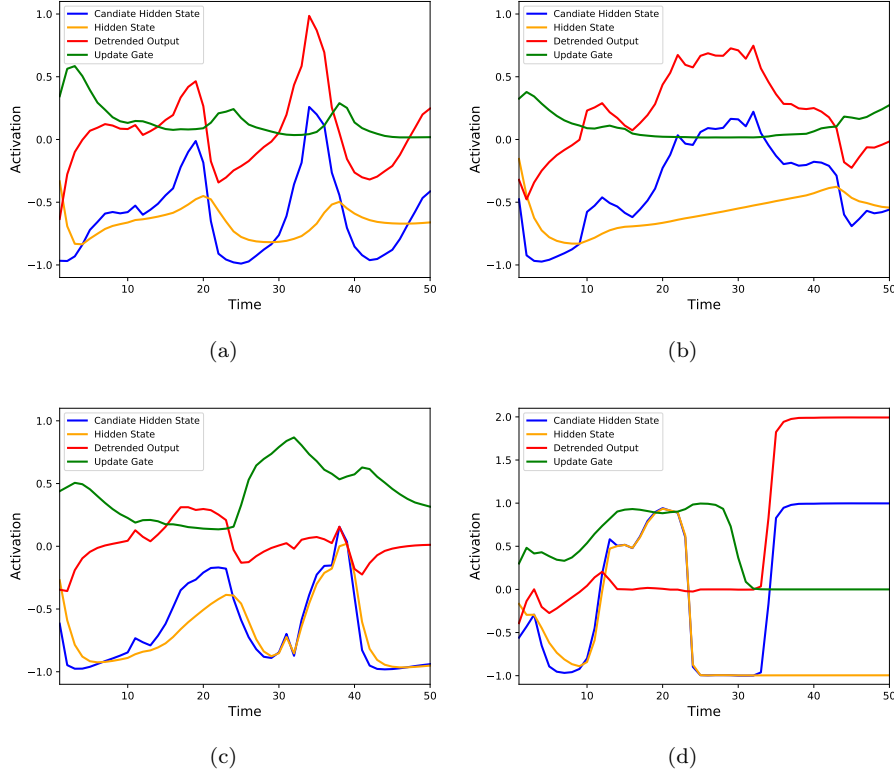 Candiate Hidden State
Hidden State
Detrended Output
Update Gate
1.0
0.5
0.0
−0.5
−1.0
Activation
10 20 30 40 50
Time
(a)
Candiate Hidden State
Hidden State
Detrended Output
Update Gate
1.0
0.5
0.0
−0.5
−1.0
Activation
10 20 30 40 50
Time
(b)
Candiate Hidden State
Hidden State
Detrended Output
Update Gate
1.0
0.5
0.0
−0.5
−1.0
Activation
10 20 30 40 50
Time
(c)
Candiate Hidden State
Hidden State
Detrended Output
Update Gate
2.0
1.5
1.0
0.5
0.0
−0.5
−1.0
Activation
10 20 30 40 50
Time
(d)